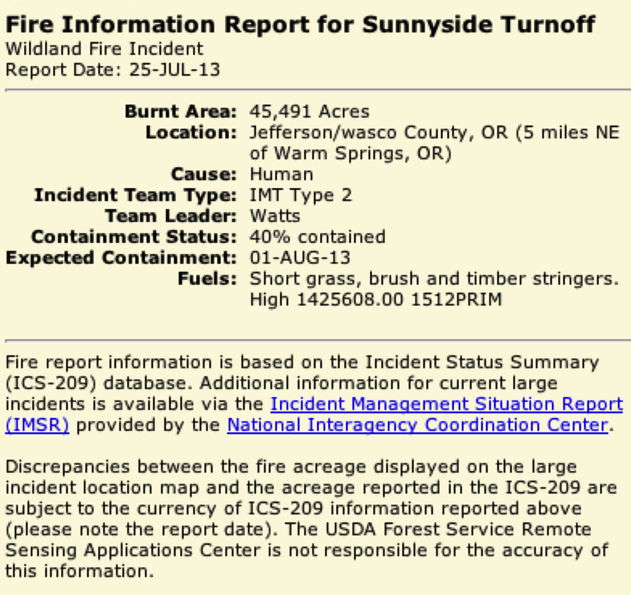 Fire Information Report for Sunnyside Turnoff
Wildland Fire Incident
Report Date: 25-JUL-13
Burnt Area: 45,491 Acres
Location: Jefferson/wasco County, OR (5 miles NE
of Warm Springs, OR)
Cause: Human
Incident Team Type: IMT Type 2
Team Leader: Watts
Containment Status: 40% contained
Expected Containment: 01-AUG-13
Fuels: Short grass, brush and timber stringers.
High 1425608.00 1512PRIM
Fire report information is based on the Incident Status Summary
(ICS-209) database. Additional information for current large
incidents is available via the Incident Management Situation Report
(IMSR) provided by the National Interagency Coordination Center.
Discrepancies between the fire acreage displayed on the large
incident location map and the acreage reported in the ICS-209 are
subject to the currency of ICS-209 information reported above
(please note the report date). The USDA Forest Service Remote
Sensing Applications Center is not responsible for the accuracy of
this information.